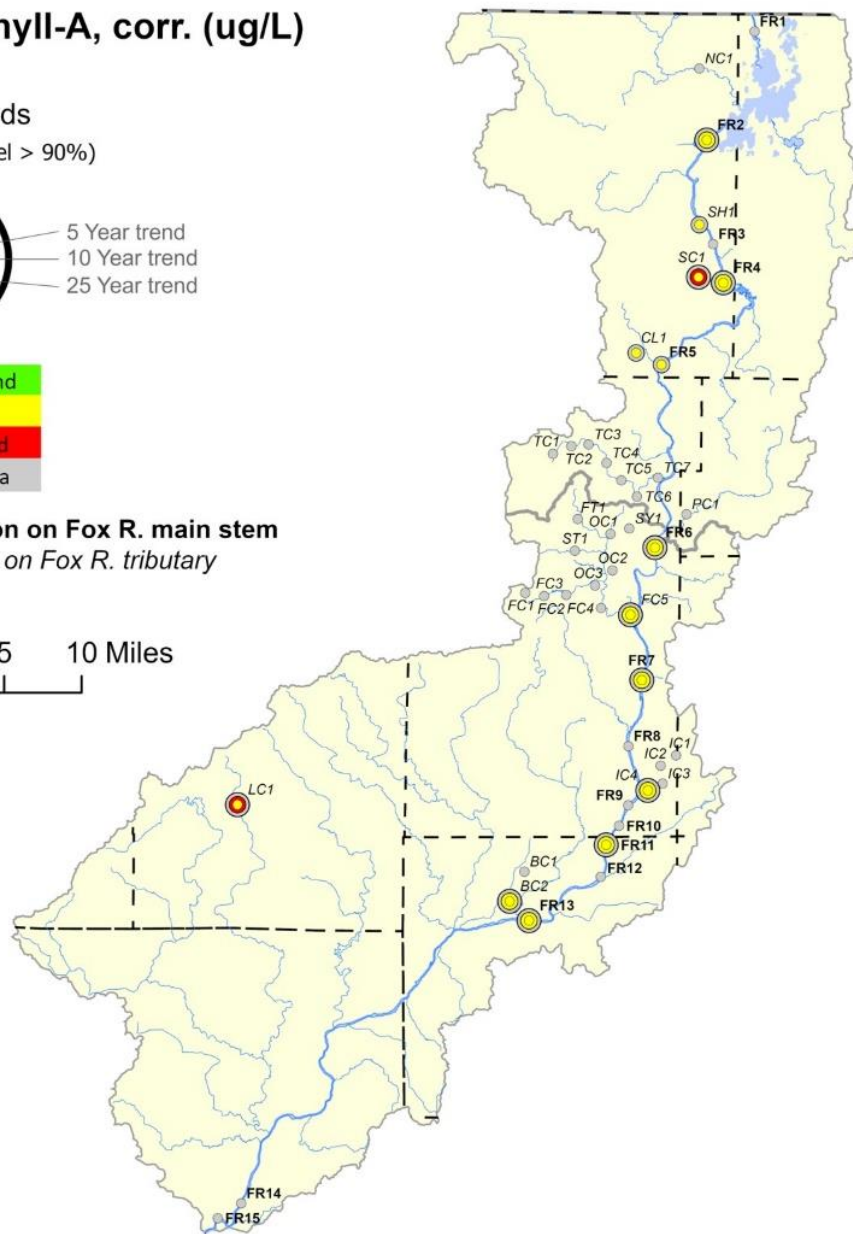 nyll-A, corr. (ug/L)
ds
el > 90%)
5 Year trend
10 Year trend
25 Year trend
nd
d
a
on on Fox R. main stem
on Fox R. tributary
5 10 Miles
FR1
NC1
FR2
SH1
FR3
SC1
FR4
CL1
FR5
TC1
TC3
TC2
TC4
TC5
TC7
TC6
PC1
FT1
OC1
SY1
FR6
ST1
OC2
OC3
FC3
FC1
FC2
FC4
FC5
FR7
FR8
IC1
IC2
IC4
IC3
FR9
FR10
FR11
LC1
BC1
FR12
BC2
FR13
FR14
FR15